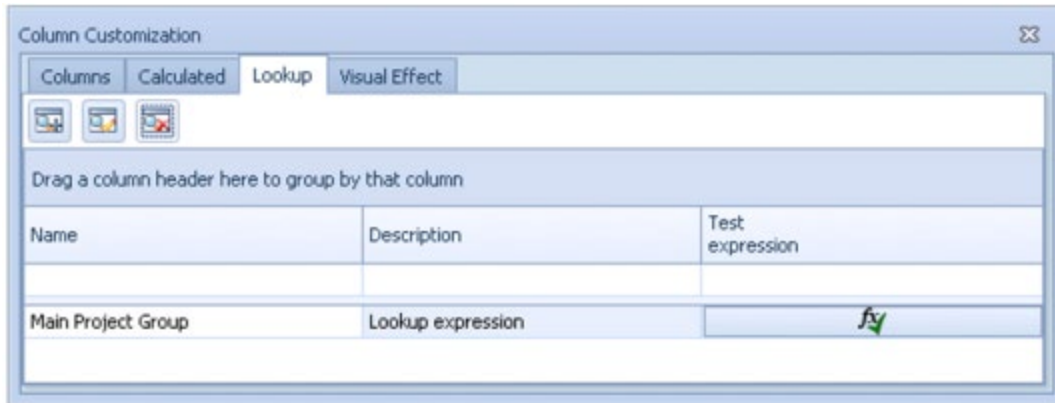 Column Customization
Columns Calculated Lookup Visual Effect
Drag a column header here to group by that column
Name Description Test
expression
Main Project Group Lookup expression fx